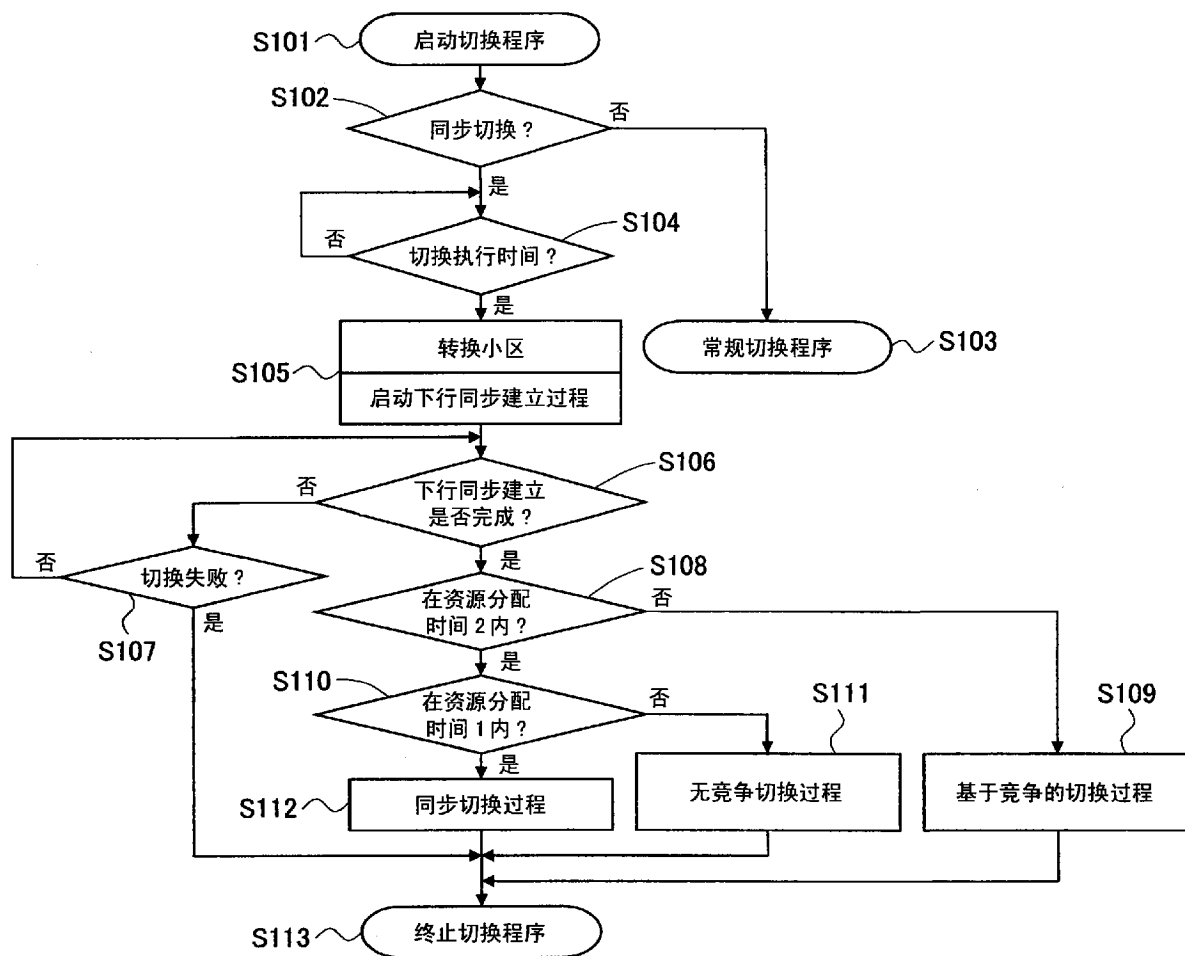 S101
启动切换程序
S102
同步切换？
否
是
S104
否
切换执行时间？
是
转换小区
常规切换程序
S103
S105
启动下行同步建立过程
S106
否
下行同步建立
是否完成？
否
切换失败？
是
S108
在资源分配
时间2内？
否
是
S107
是
S110
在资源分配
时间1内？
否
S111
S109
是
S112
同步切换过程
无竞争切换过程
基于竞争的切换过程
S113
终止切换程序